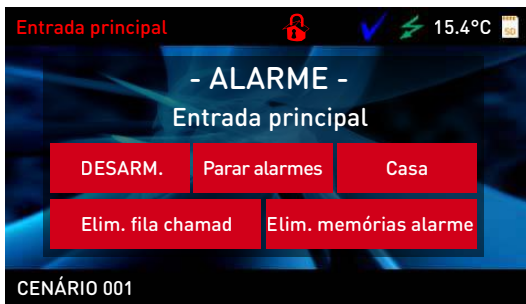 Entrada principal 15.4°C SD
- ALARME -
Entrada principal
DESARM. Parar alarmes Casa
Elim. fila chamad Elim. memórias alarme
CENÁRIO 001